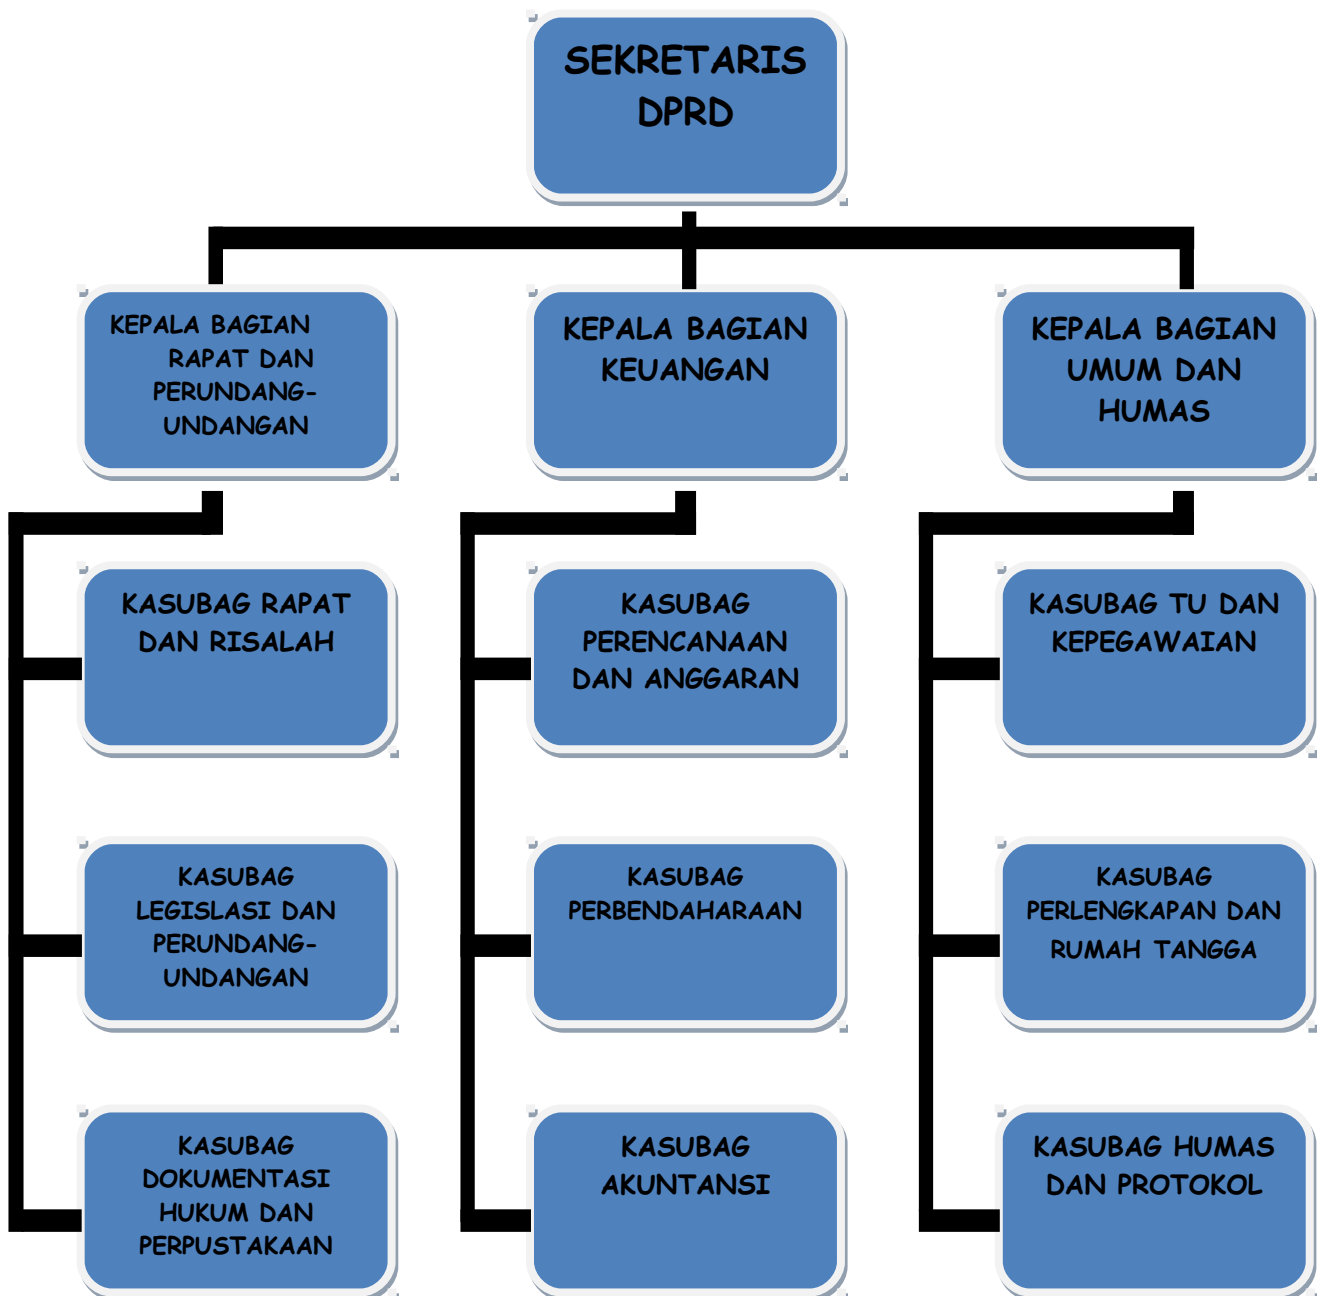 SEKRETARIS
DPRD
KEPALA BAGIAN
RAPAT DAN
PERUNDANG-
UNDANGAN
KEPALA BAGIAN
KEUANGAN
KEPALA BAGIAN
UMUM DAN
HUMAS
KASUBAG RAPAT
DAN RISALAH
KASUBAG
PERENCANAAN
DAN ANGGARAN
KASUBAG TU DAN
KEPEGAWAIAN
KASUBAG
LEGISLASI DAN
PERUNDANG-
UNDANGAN
KASUBAG
PERBENDAHARAAN
KASUBAG
PERLENGKAPAN DAN
RUMAH TANGGA
KASUBAG
DOKUMENTASI
HUKUM DAN
PERPUSTAKAAN
KASUBAG
AKUNTANSI
KASUBAG HUMAS
DAN PROTOKOL